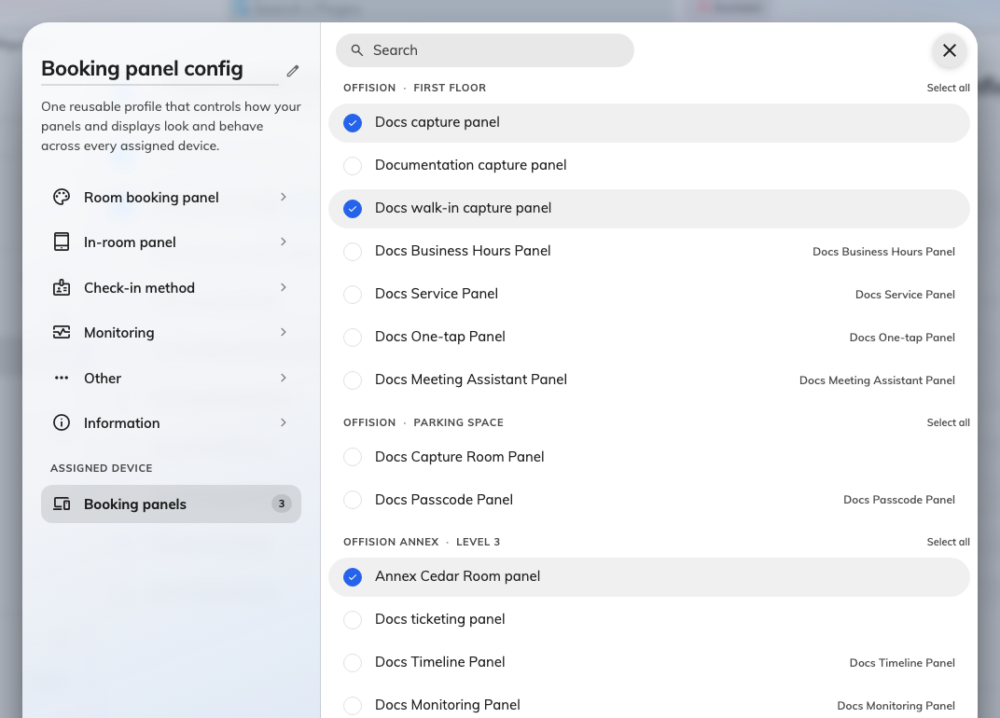 Booking panel config
One reusable profile that controls how your
panels and displays look and behave
across every assigned device.
Room booking panel
In-room panel
Check-in method
Monitoring
Other
Information
ASSIGNED DEVICE
Booking panels 3
Search
OFFISION · FIRST FLOOR Select all
Docs capture panel
Documentation capture panel
Docs walk-in capture panel
Docs Business Hours Panel Docs Business Hours Panel
Docs Service Panel Docs Service Panel
Docs One-tap Panel Docs One-tap Panel
Docs Meeting Assistant Panel Docs Meeting Assistant Panel
OFFISION · PARKING SPACE Select all
Docs Capture Room Panel
Docs Passcode Panel Docs Passcode Panel
OFFISION ANNEX · LEVEL 3 Select all
Annex Cedar Room panel
Docs ticketing panel
Docs Timeline Panel Docs Timeline Panel
Docs Monitoring Panel Docs Monitoring Panel